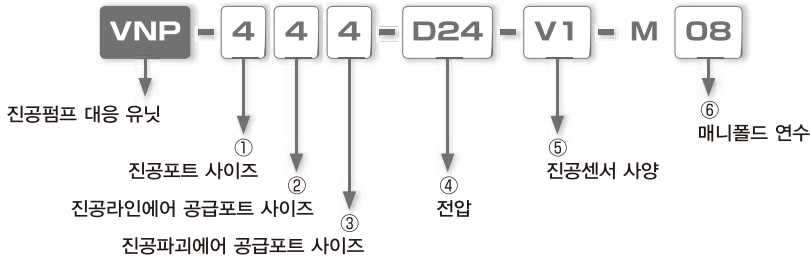 VNP - 4 4 4 - D24 - V1 - M 08
진공펌프 대응 유닛
①
진공포트 사이즈
②
진공라인에어 공급포트 사이즈
③
진공파괴에어 공급포트 사이즈
④
전압
⑤
진공센서 사양
⑥
매니폴드 연수